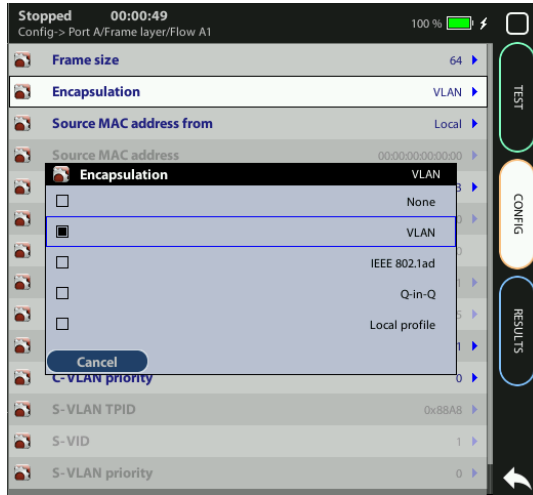 Stopped 00:00:49 100 %
Config-> Port A/Frame layer/Flow A1
Frame size 64
Encapsulation VLAN
Source MAC address from Local
Source MAC address 00:00:00:00:00:00
Encapsulation VLAN
None
VLAN
IEEE 802.1ad
Q-in-Q
Local profile
Cancel
C-VLAN priority 0
S-VLAN TPID 0x88A8
S-VID 1
S-VLAN priority 0
TEST
CONFIG
RESULTS